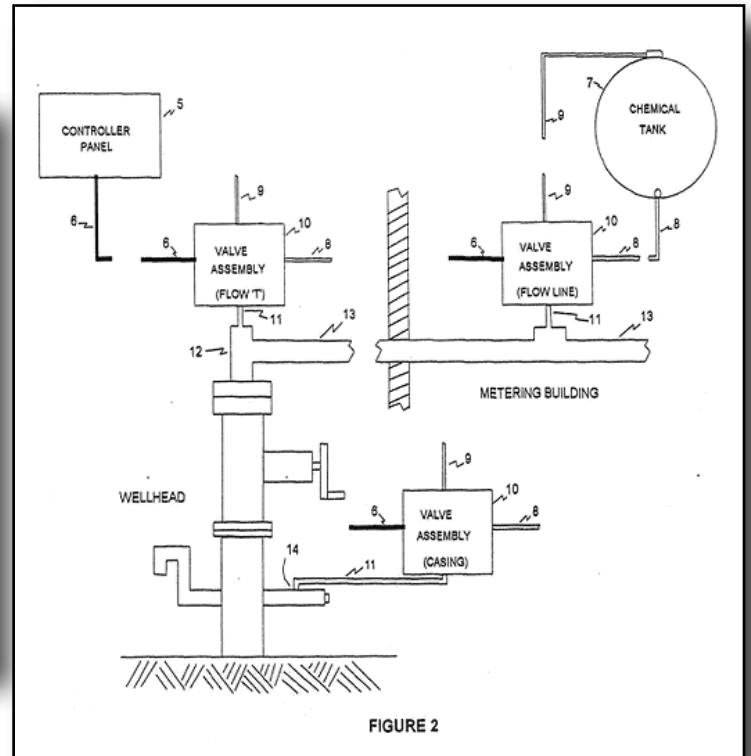 5
CONTROLLER
PANEL
6
7
CHEMICAL
TANK
9
8
9
10
6
8
VALVE
ASSEMBLY
(FLOW 'T')
11
12
13
9
10
6
8
VALVE
ASSEMBLY
(FLOW LINE)
11
13
METERING BUILDING
WELLHEAD
9
10
6
8
VALVE
ASSEMBLY
(CASING)
14
11
FIGURE 2